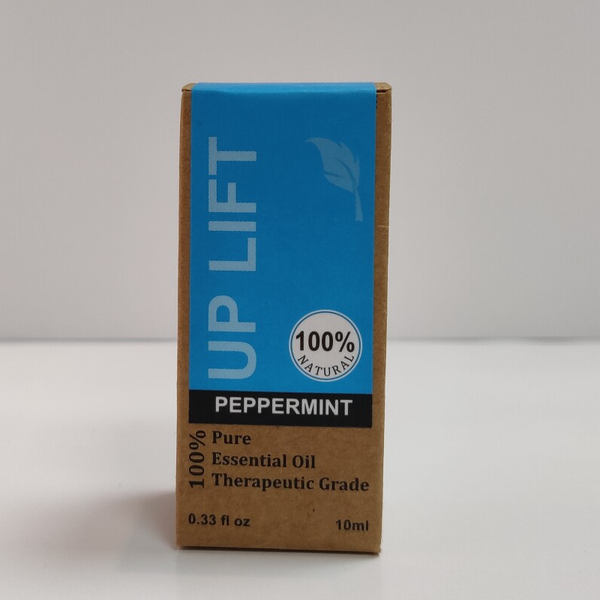 UP LIFT
100%
NATURAL
PEPPERMINT
100%
Pure
Essential Oil
Therapeutic Grade
0.33 fl oz
10ml